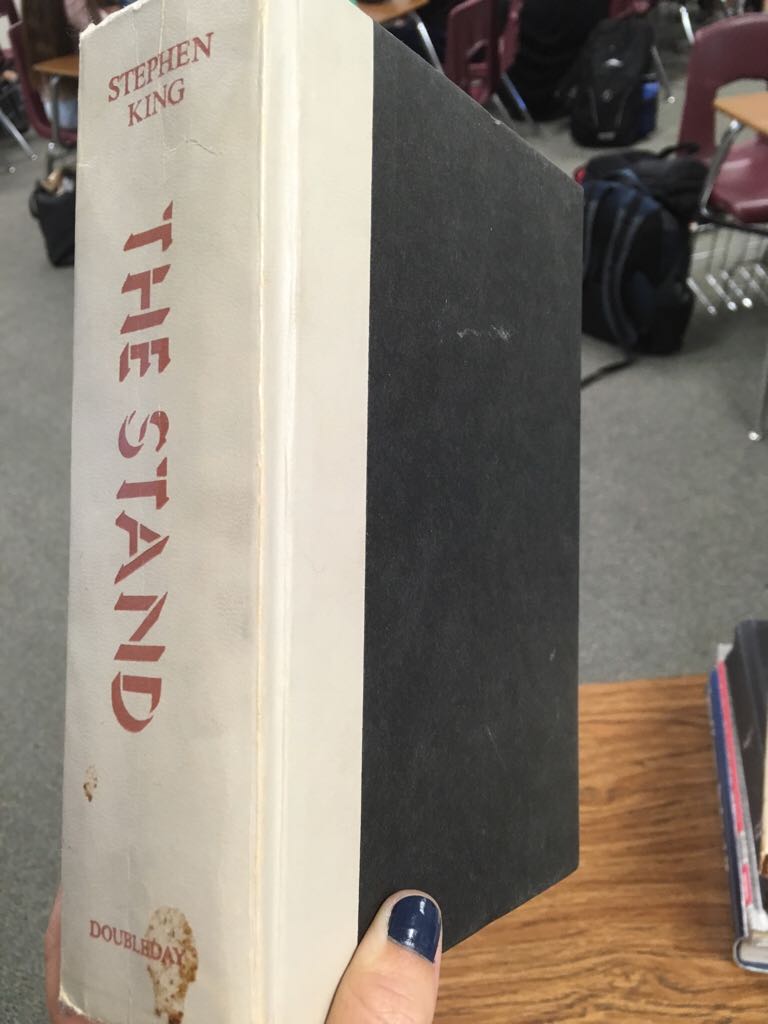 STEPHEN
KING
THE STAND
DOUBLEDAY